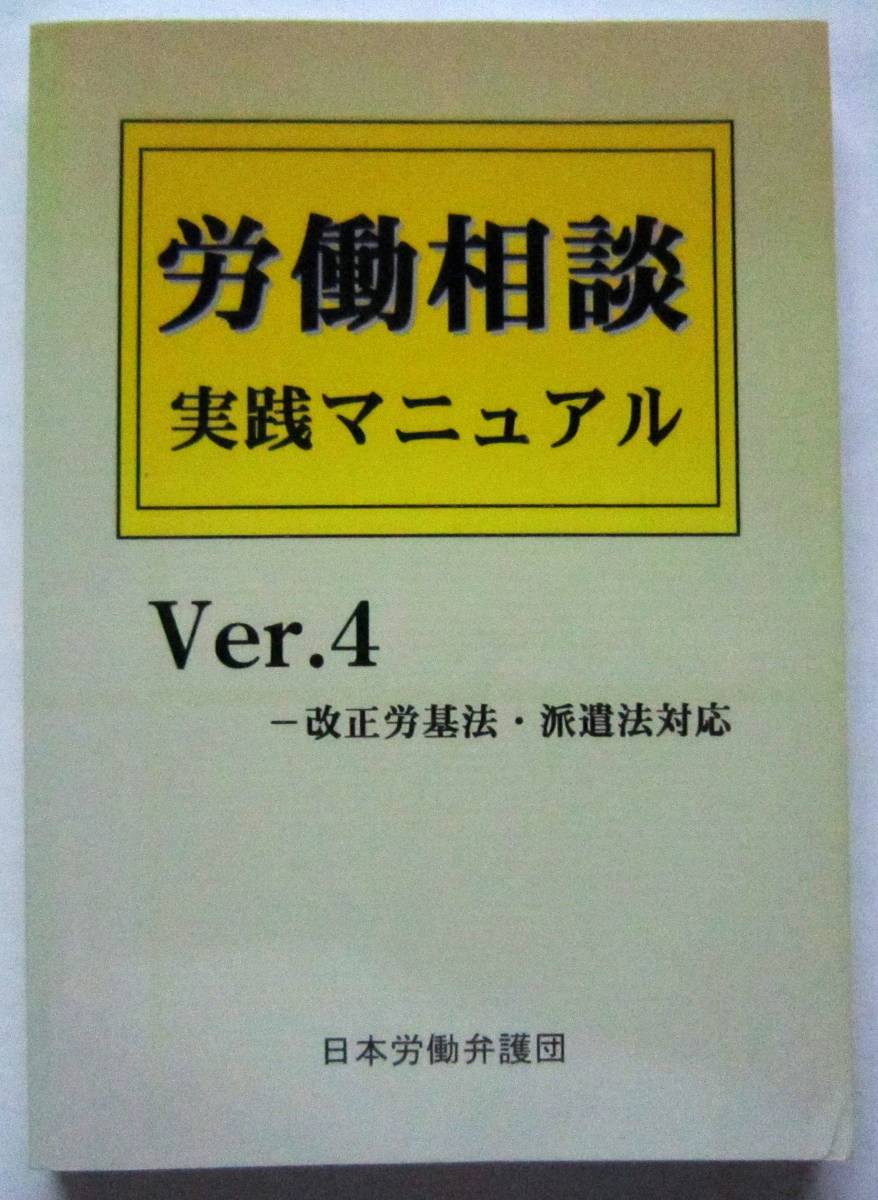 労働相談
実践マニュアル
Ver.4
−改正労基法・派遣法対応
日本労働弁護団